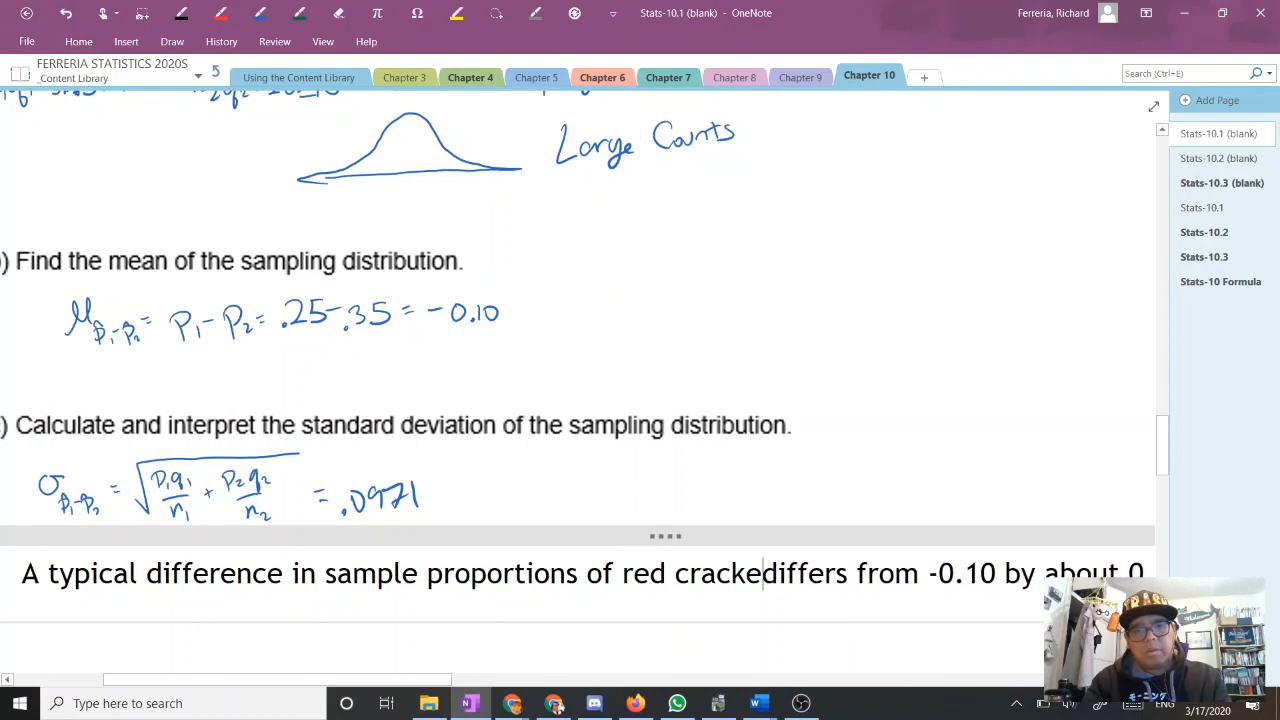 Stats-10.1 (blank) - OneNote
Ferreria, Richard
File Home Insert Draw History Review View Help
FERRERIA STATISTICS 2020S
_Content Library
Using the Content Library Chapter 3 Chapter 4 Chapter 5 Chapter 6 Chapter 7 Chapter 8 Chapter 9 Chapter 10
Search (Ctrl+E)
Add Page
Stats-10.1 (blank)
Stats-10.2 (blank)
Stats-10.3 (blank)
Stats-10.1
Stats-10.2
Stats-10.3
Stats-10 Formula
Large Counts
) Find the mean of the sampling distribution.
μp̂₁-p̂₂ = p₁ - p₂ = .25 - .35 = -0.10
) Calculate and interpret the standard deviation of the sampling distribution.
σp̂₁-p̂₂ = √(p₁q₁/n₁ + p₂q₂/n₂) = .0971
A typical difference in sample proportions of red crackediffers from -0.10 by about 0
Type here to search
ENG
3/17/2020